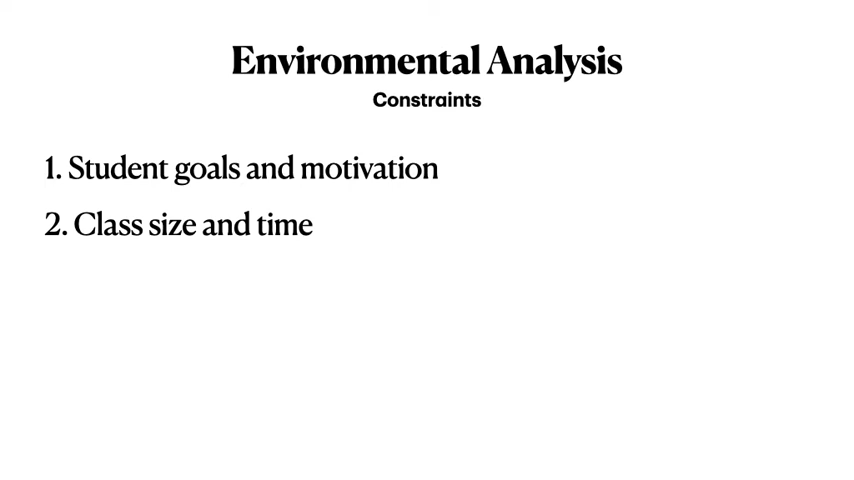 Environmental Analysis
Constraints
1. Student goals and motivation
2. Class size and time